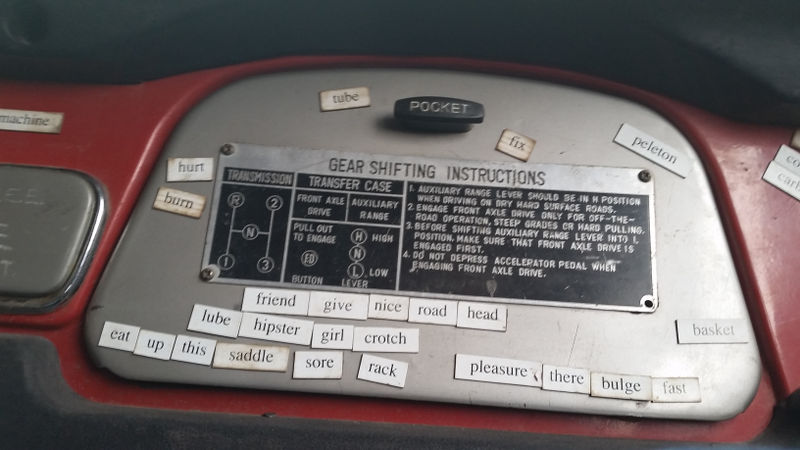 machine
tube
POCKET
fix
peleton
hurt
burn
GEAR SHIFTING INSTRUCTIONS
TRANSMISSION
R 2
N
1 3
TRANSFER CASE
FRONT AXLE DRIVE
AUXILIARY RANGE
PULL OUT
TO ENGAGE
BUTTON
H HIGH
N
L LOW
LEVER
1. AUXILIARY RANGE LEVER SHOULD BE IN H POSITION
WHEN DRIVING ON DRY HARD SURFACE ROADS.
2. ENGAGE FRONT AXLE DRIVE ONLY FOR OFF-THE-
ROAD OPERATION, STEEP GRADES OR HARD PULLING.
3. BEFORE SHIFTING AUXILIARY RANGE LEVER INTO L
POSITION, MAKE SURE THAT FRONT AXLE DRIVE IS
ENGAGED FIRST.
4. DO NOT DEPRESS ACCELERATOR PEDAL WHEN
ENGAGING FRONT AXLE DRIVE.
friend give nice road head
lube hipster girl crotch
basket
eat up this saddle sore rack
pleasure there bulge fast